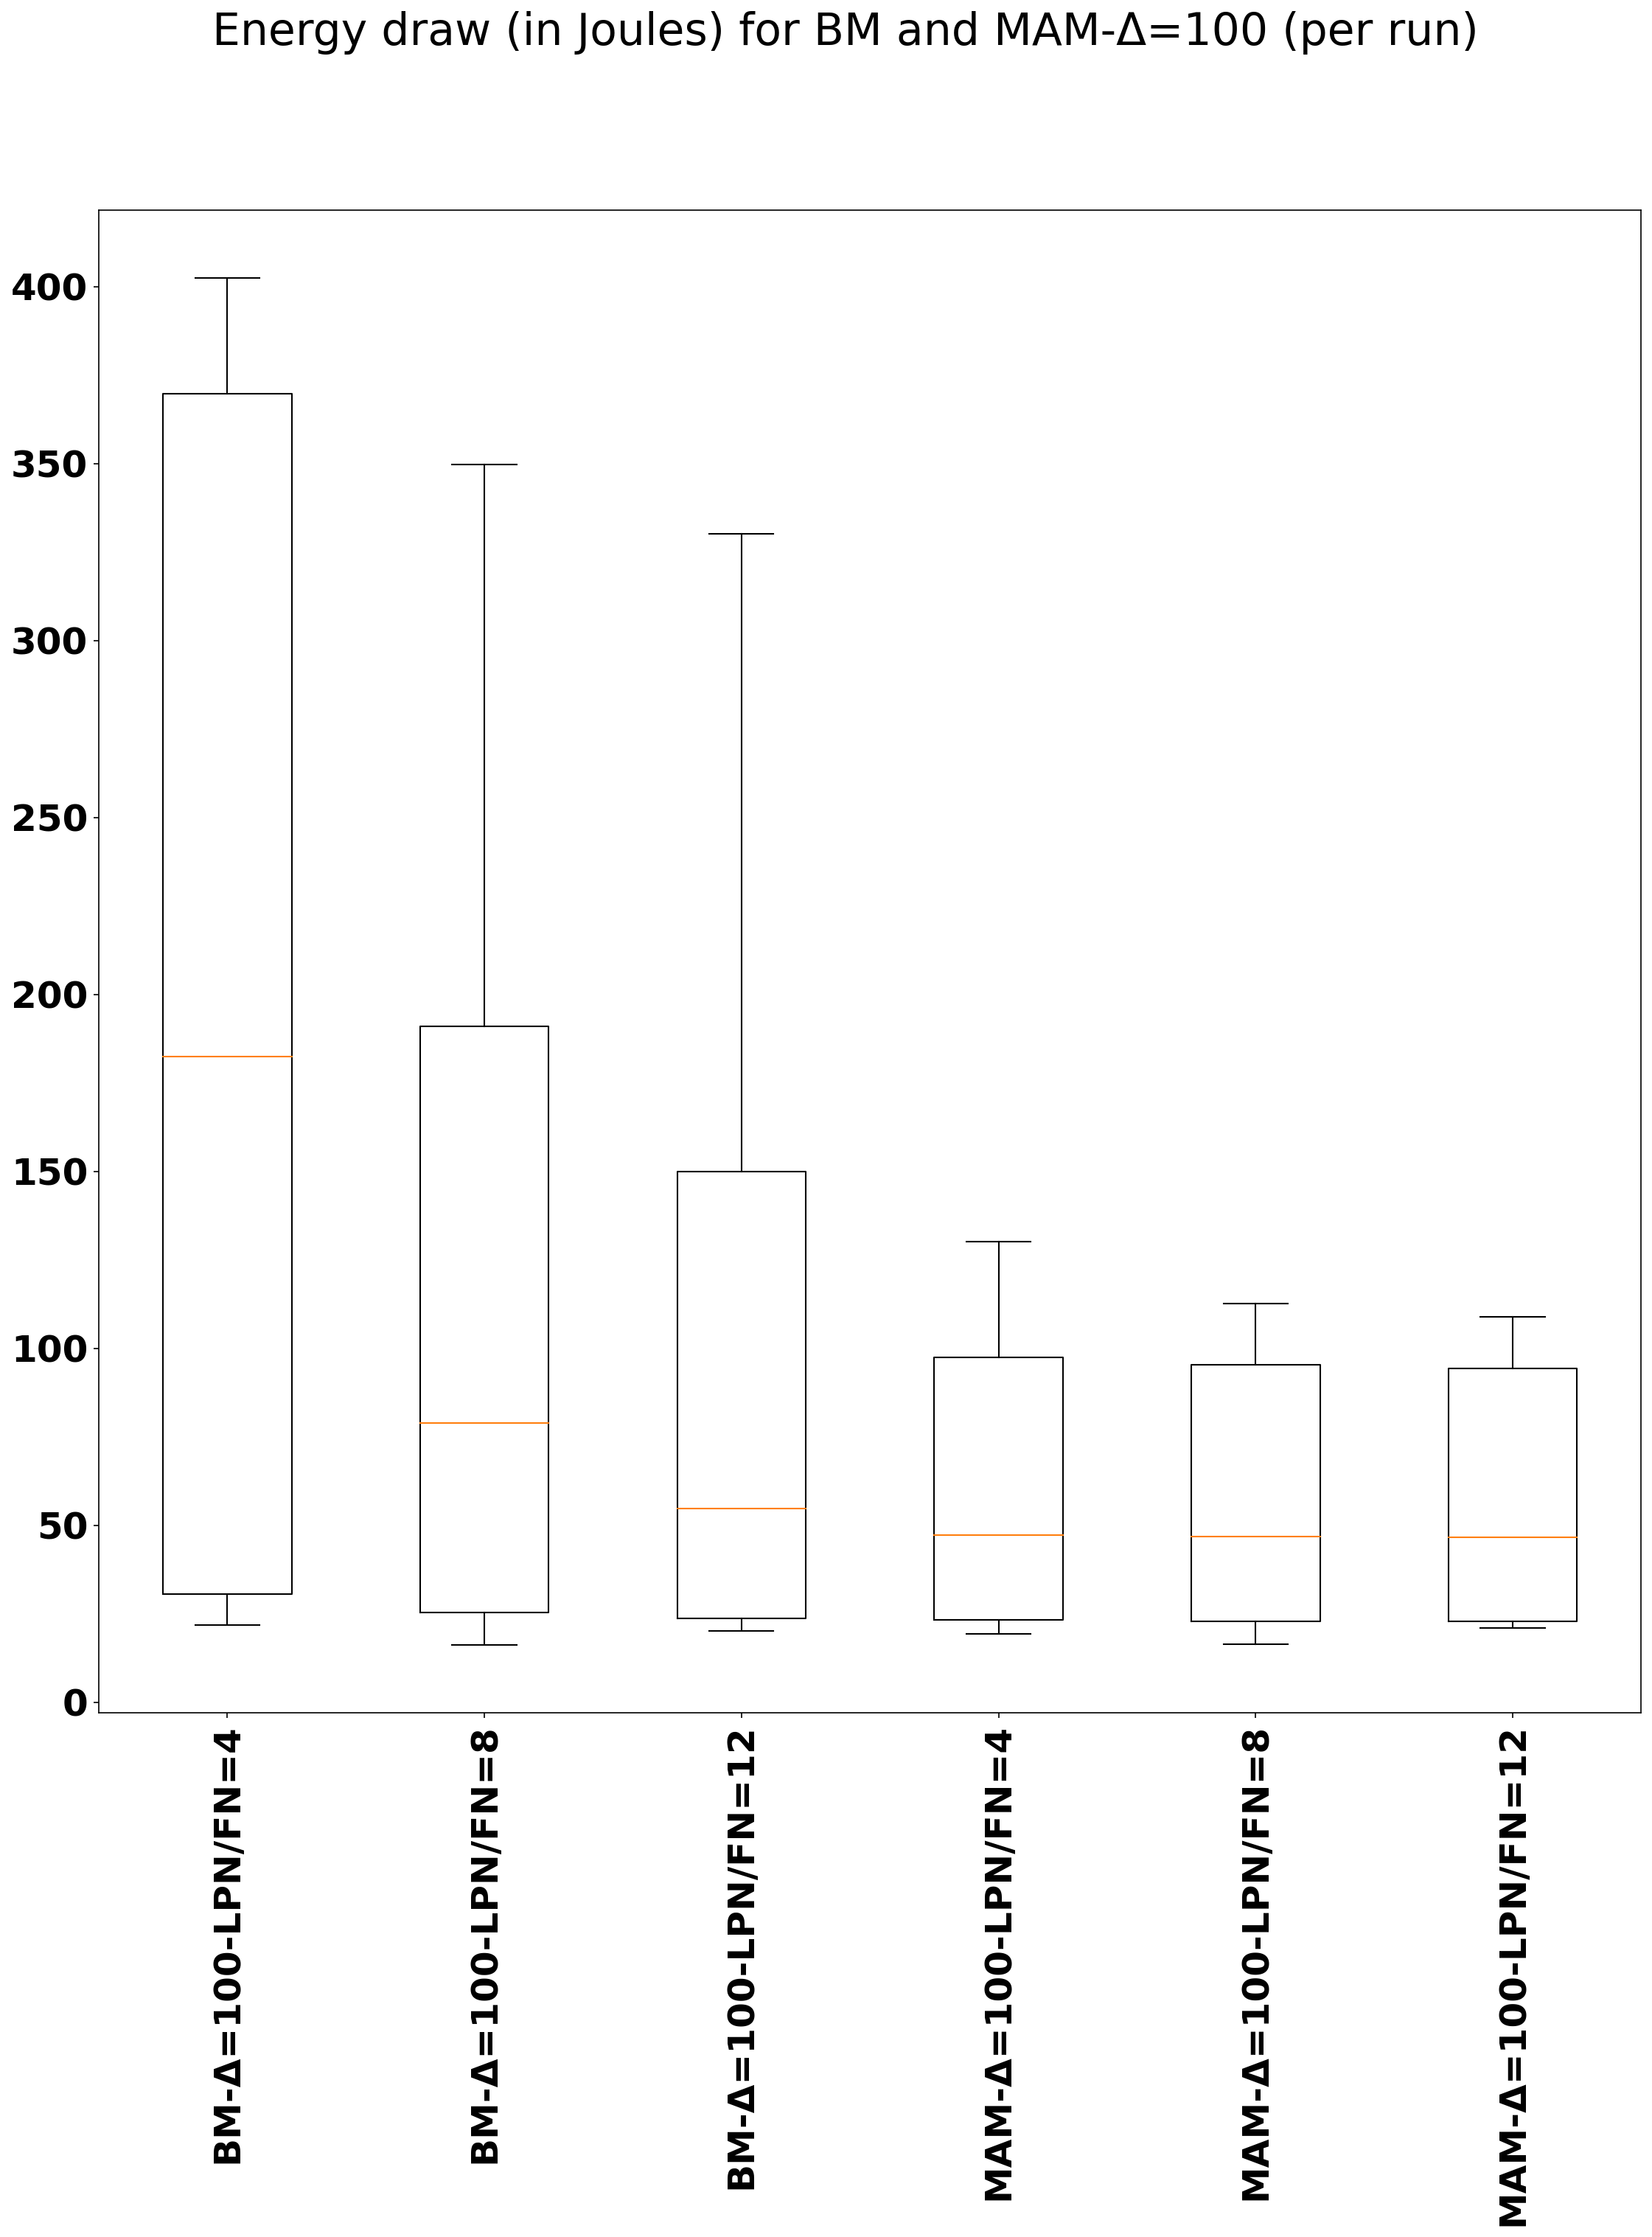 Energy draw (in Joules) for BM and MAM-Δ=100 (per run)
400
350
300
250
200
150
100
50
0
BM-Δ=100-LPN/FN=4
BM-Δ=100-LPN/FN=8
BM-Δ=100-LPN/FN=12
MAM-Δ=100-LPN/FN=4
MAM-Δ=100-LPN/FN=8
MAM-Δ=100-LPN/FN=12